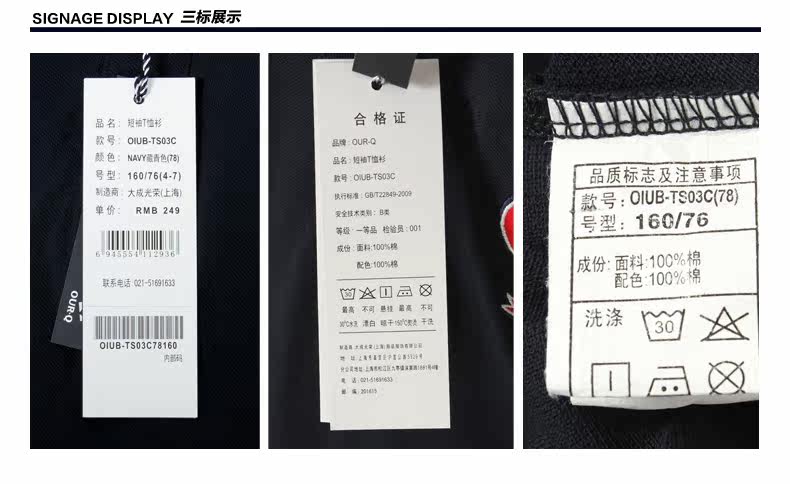 SIGNAGE DISPLAY 三标展示
品名: 短袖T恤衫
款号: OIUB-TS03C
颜色: NAVY藏青色(78)
型号: 160/76(4-7)
制造商: 大成光荣(上海)
单价: RMB 249
6 945554 112936
联系电话:021-51691633
OIUB-TS03C78160
内部码
OUR-Q
合格证
品牌: OUR-Q
品名: 短袖T恤衫
款号: OIUB-TS03C
执行标准: GB/T22849-2009
安全技术类别: B类
等级: 一等品 检验员: 001
成份: 面料:100%棉
配色:100%棉
30
最高 不可 悬挂 最高 不可
30℃水洗 漂白 晾干 150℃熨烫 干洗
电 话: 021-51691633
邮 编: 201615
品质标志及注意事项
款号: OIUB-TS03C(78)
号型: 160/76
成份: 面料:100%棉
配色:100%棉
洗涤
30